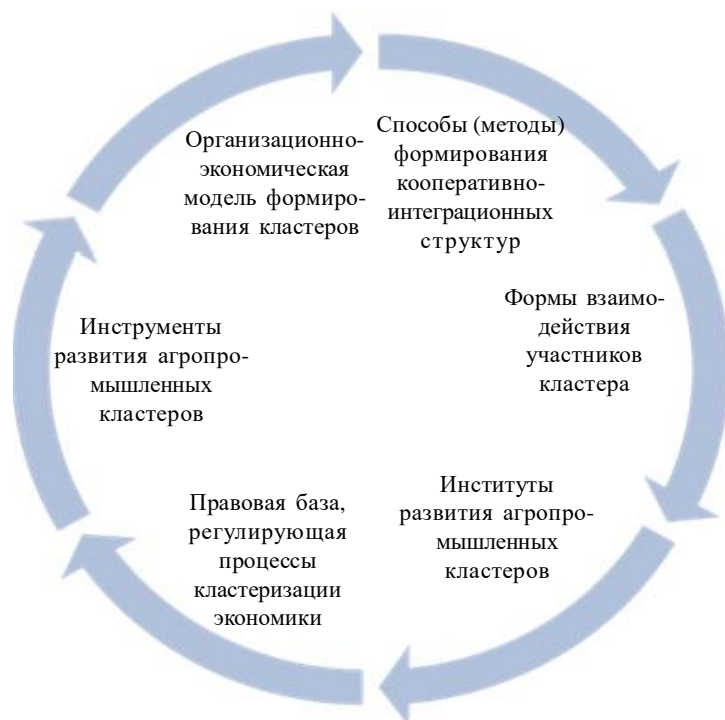 Организационно-
экономическая
модель формиро-
вания кластеров
Способы (методы)
формирования
кооперативно-
интеграционных
структур
Формы взаимо-
действия
участников
кластера
Институты
развития агропро-
мышленных
кластеров
Правовая база,
регулирующая
процессы
кластеризации
экономики
Инструменты
развития агропро-
мышленных
кластеров